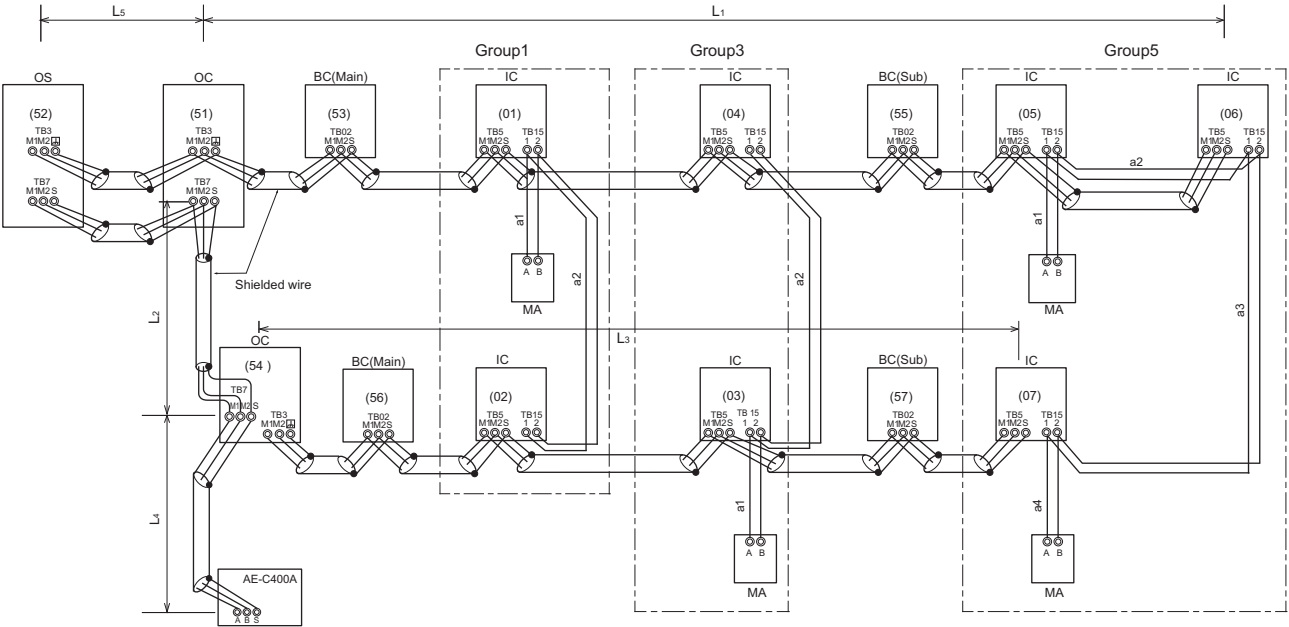 L5 L1
Group1 Group3 Group5
OS OC BC(Main) IC IC BC(Sub) IC IC
(52) (51) (53) (01) (04) (55) (05) (06)
TB3 TB3 TB02 TB5 TB15 TB5 TB15 TB02 TB5 TB15 TB5 TB15
M1M2 M1M2 M1M2S M1M2S 1 2 M1M2S 1 2 M1M2S M1M2S 1 2 M1M2S 1 2
a2
TB7 TB7
M1M2 S M1M2 S
a1 a2 a2 a1 a3
A B A B
MA MA
Shielded wire
L2
L3
OC BC(Main) IC IC BC(Sub) IC
(54 ) (56) (02) (03) (57) (07)
TB7
M1M2 S
TB3 TB02 TB5 TB15 TB5 TB 15 TB02 TB5 TB15
M1M2 M1M2S M1M2S 1 2 M1M2S 1 2 M1M2S M1M2S 1 2
L4
a1 a4
A B A B
MA MA
AE-C400A
A B S